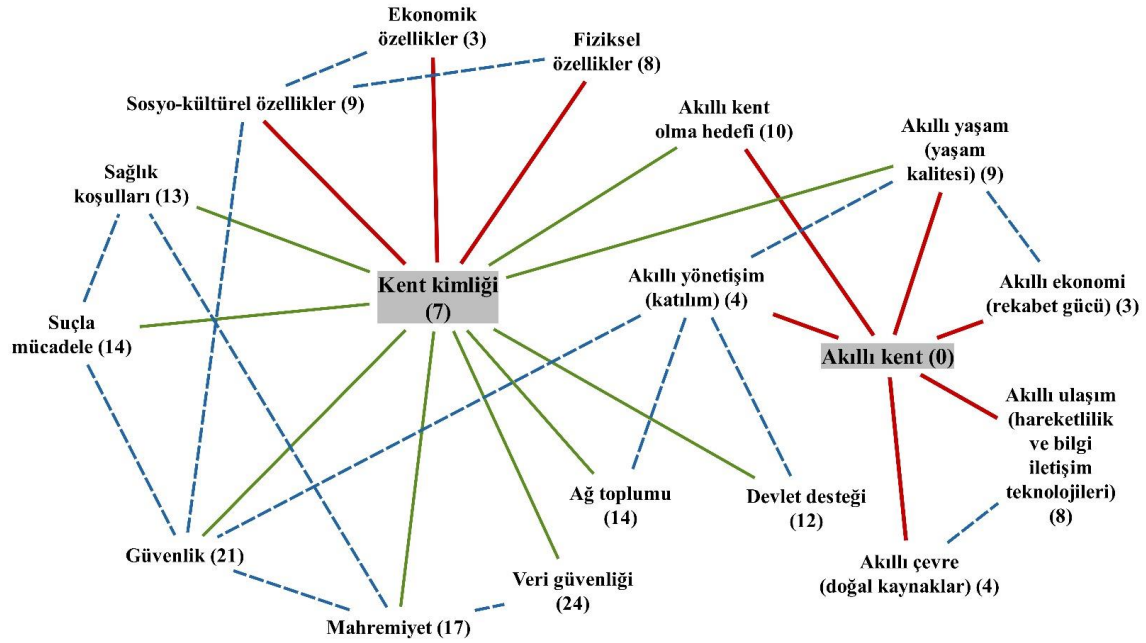 Ekonomik
özellikler (3)
Fiziksel
özellikler (8)
Sosyo-kültürel özellikler (9)
Akıllı kent
olma hedefi (10)
Akıllı yaşam
(yaşam
kalitesi) (9)
Sağlık
koşulları (13)
Kent kimliği
(7)
Akıllı yönetişim
(katılım) (4)
Akıllı ekonomi
(rekabet gücü) (3)
Suçla
mücadele (14)
Akıllı kent (0)
Akıllı ulaşım
(hareketlilik
ve bilgi
iletişim
teknolojileri)
(8)
Ağ toplumu
(14)
Devlet desteği
(12)
Güvenlik (21)
Veri güvenliği
(24)
Akıllı çevre
(doğal kaynaklar) (4)
Mahremiyet (17)